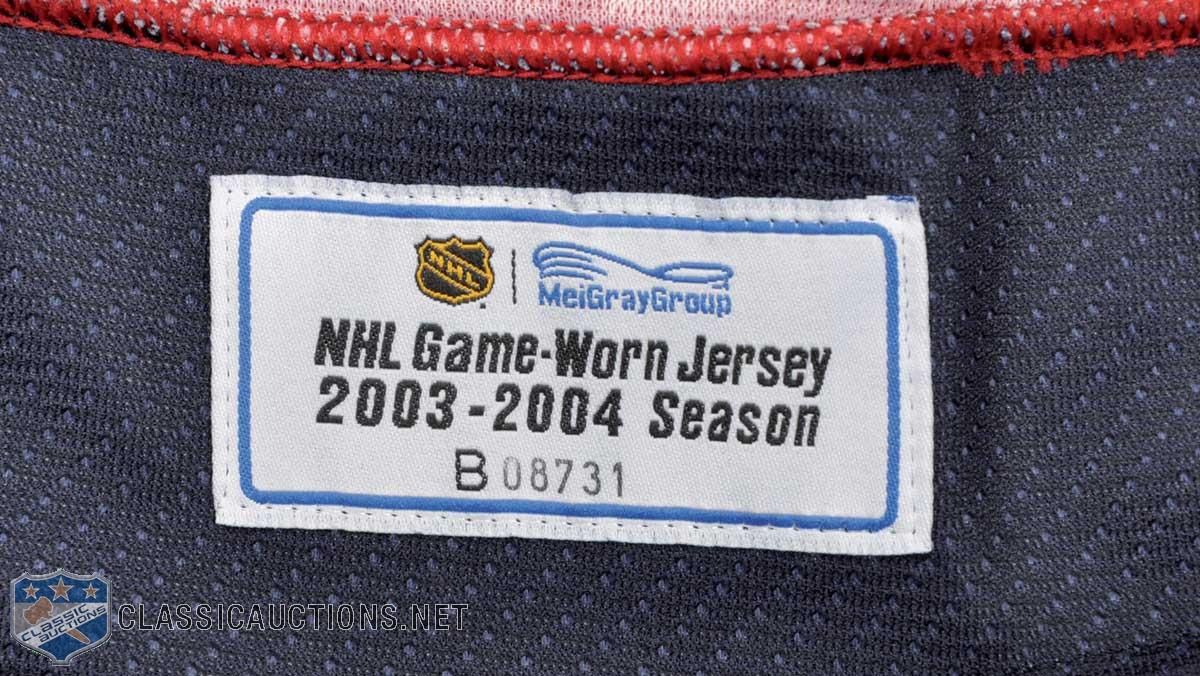 NHL
MeiGrayGroup
NHL Game-Worn Jersey
2003-2004 Season
B 08731
CLASSIC
AUCTIONS
CLASSICAUCTIONS.NET